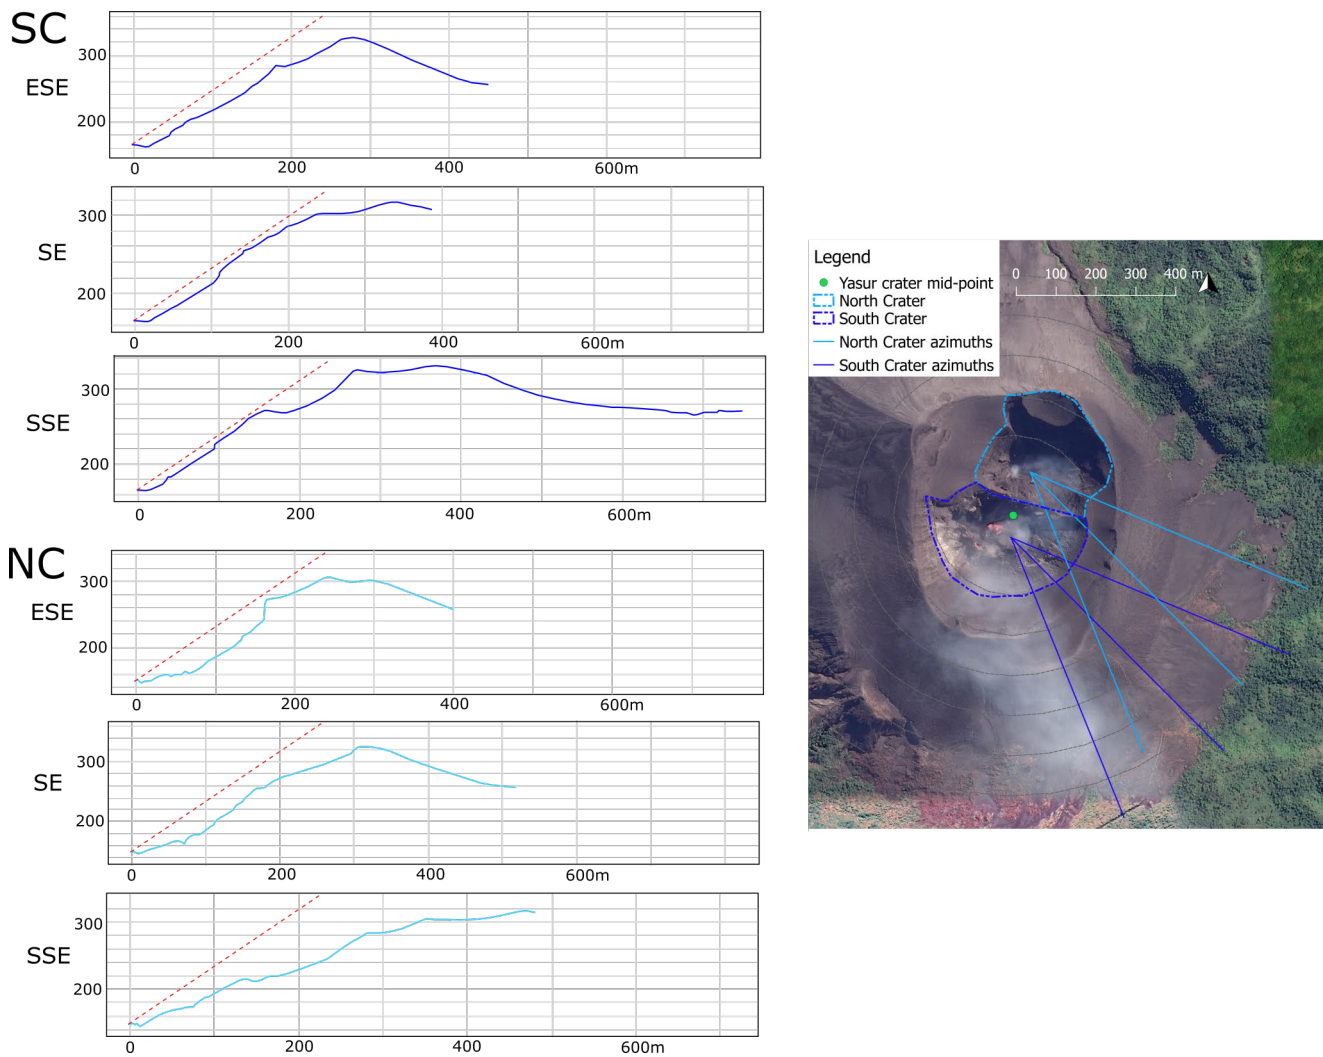 SC
ESE
300
200
0 200 400 600m
SE
300
200
0 200 400 600m
SSE
300
200
0 200 400 600m
NC
ESE
300
200
0 200 400 600m
SE
300
200
0 200 400 600m
SSE
300
200
0 200 400 600m
Legend
Yasur crater mid-point
North Crater
South Crater
North Crater azimuths
South Crater azimuths
0 100 200 300 400 m